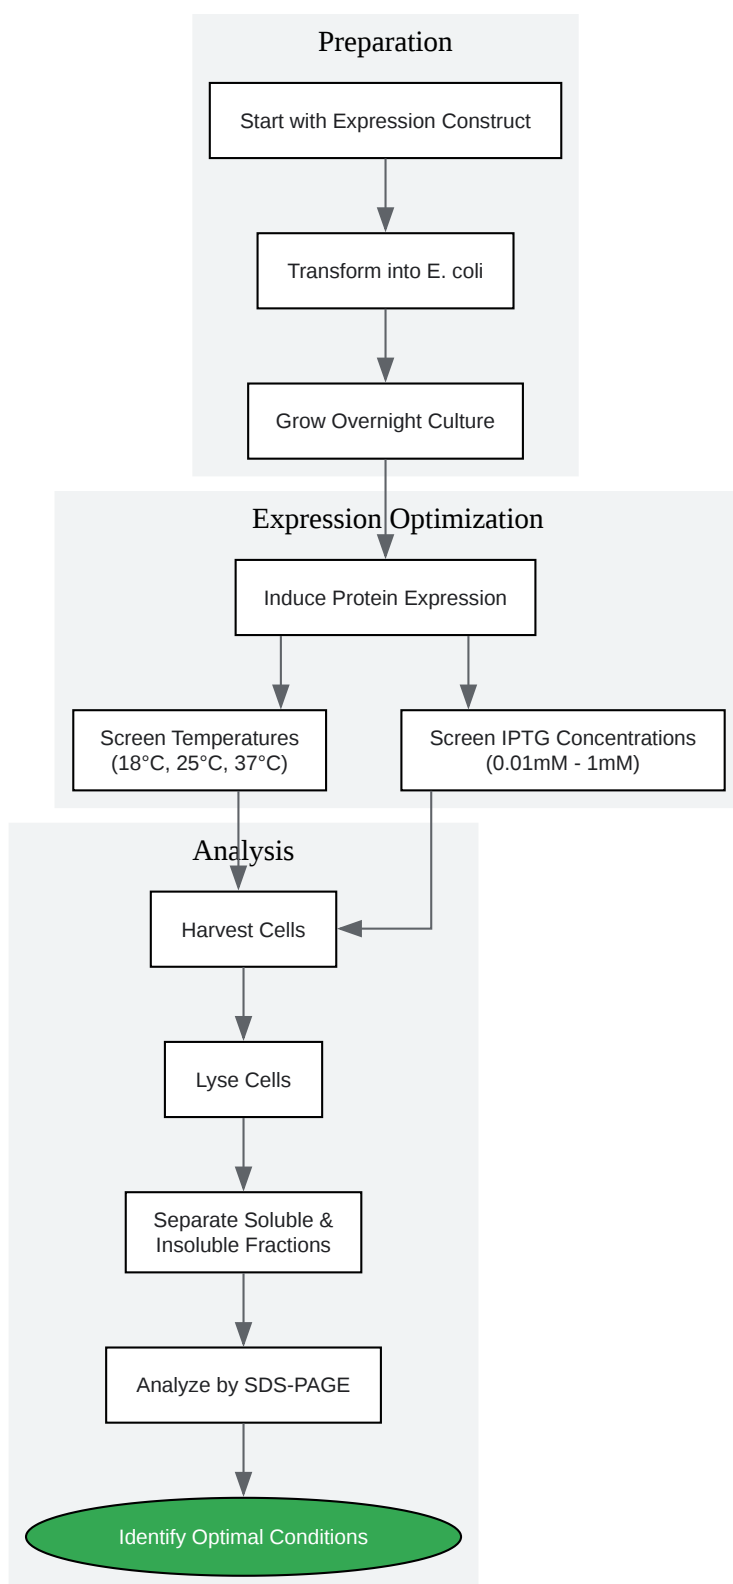 Preparation
Start with Expression Construct
Transform into E. coli
Grow Overnight Culture
Expression Optimization
Induce Protein Expression
Screen Temperatures
(18°C, 25°C, 37°C)
Screen IPTG Concentrations
(0.01mM - 1mM)
Analysis
Harvest Cells
Lyse Cells
Separate Soluble &
Insoluble Fractions
Analyze by SDS-PAGE
Identify Optimal Conditions